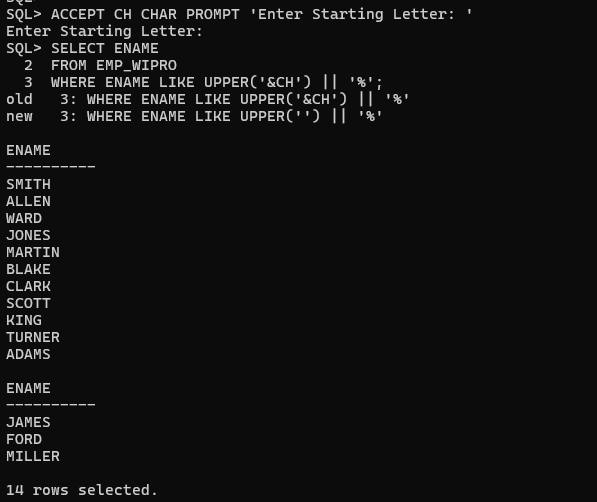 SQL> ACCEPT CH CHAR PROMPT 'Enter Starting Letter: '
Enter Starting Letter:
SQL> SELECT ENAME
  2  FROM EMP_WIPRO
  3  WHERE ENAME LIKE UPPER('&CH') || '%';
old   3: WHERE ENAME LIKE UPPER('&CH') || '%'
new   3: WHERE ENAME LIKE UPPER('') || '%'

ENAME
----------
SMITH
ALLEN
WARD
JONES
MARTIN
BLAKE
CLARK
SCOTT
KING
TURNER
ADAMS

ENAME
----------
JAMES
FORD
MILLER

14 rows selected.